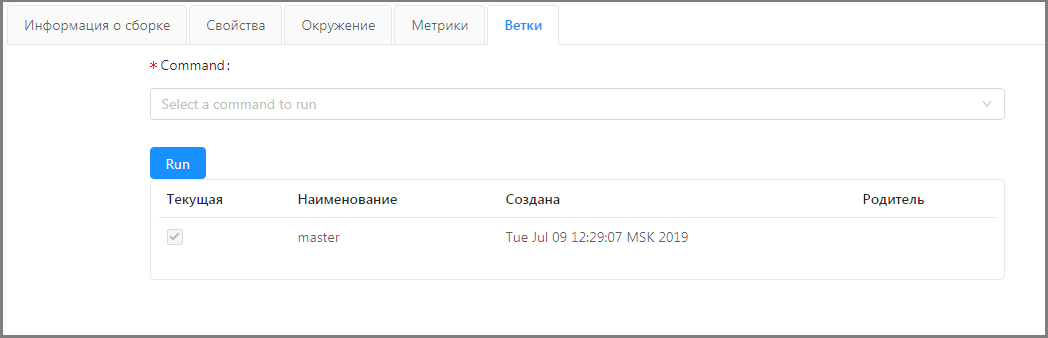 Информация о сборке Свойства Окружение Метрики Ветки
* Command:
Select a command to run
Run
Текущая Наименование Создана Родитель
master Tue Jul 09 12:29:07 MSK 2019